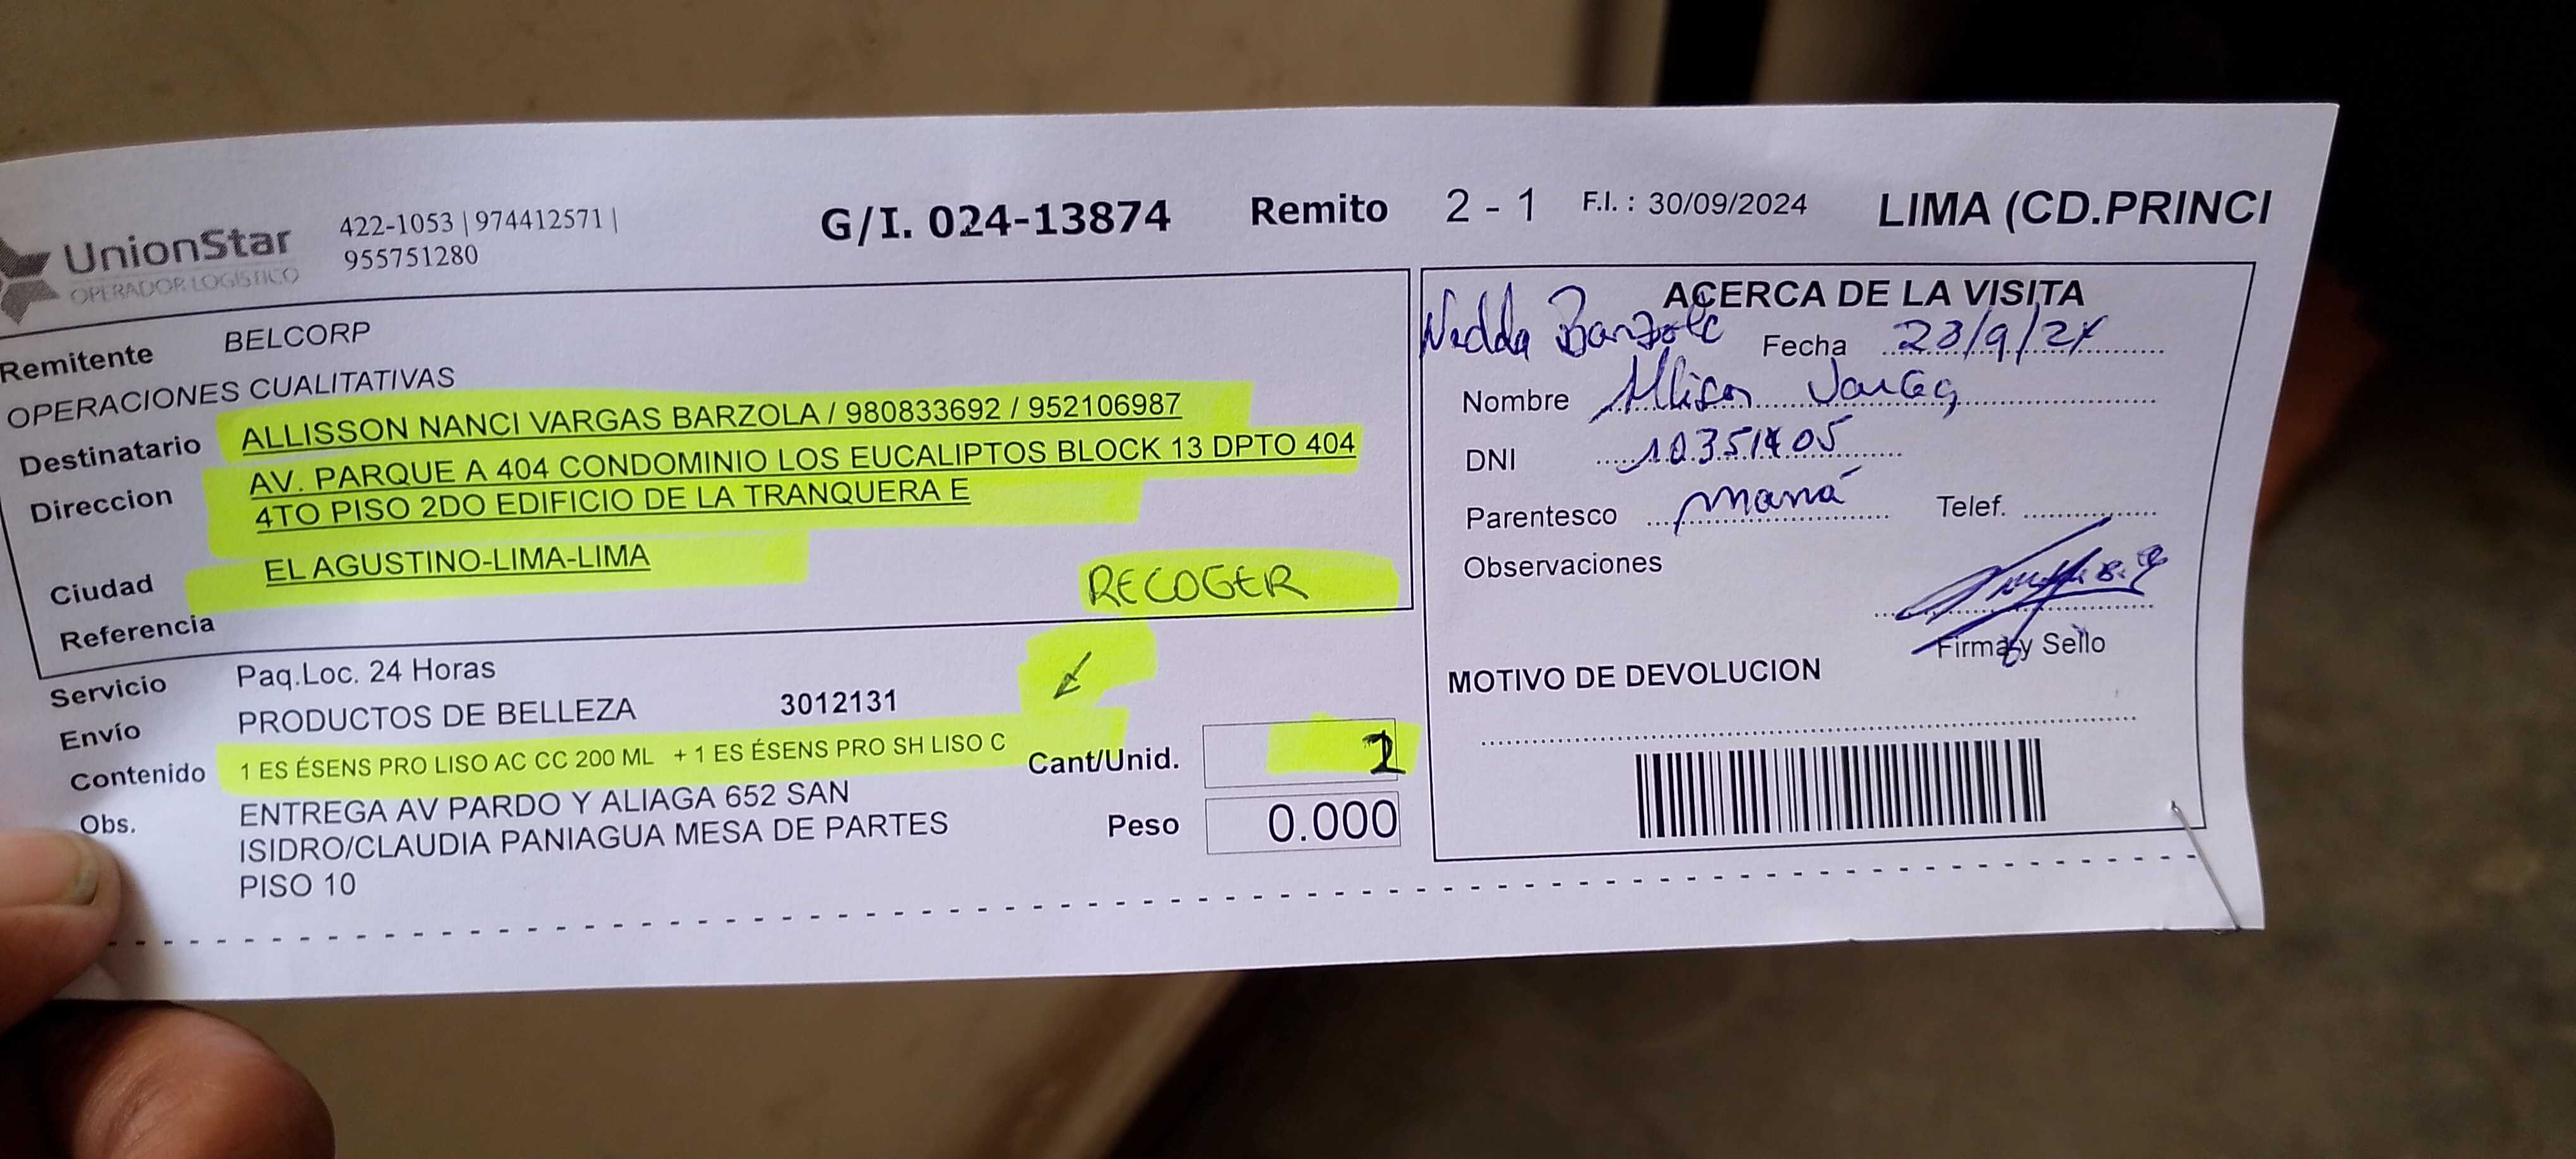 UnionStar
OPERADOR LOGÍSTICO
422-1053 | 974412571 |
955751280
G/I. 024-13874 Remito 2 - 1 F.I. : 30/09/2024 LIMA (CD.PRINCI
Remitente BELCORP
OPERACIONES CUALITATIVAS
Destinatario ALLISSON NANCI VARGAS BARZOLA / 980833692 / 952106987
Direccion AV. PARQUE A 404 CONDOMINIO LOS EUCALIPTOS BLOCK 13 DPTO 404
4TO PISO 2DO EDIFICIO DE LA TRANQUERA E
Ciudad EL AGUSTINO-LIMA-LIMA
RECOGER
Referencia
Servicio Paq.Loc. 24 Horas
Envío PRODUCTOS DE BELLEZA 3012131
Contenido 1 ES ÉSENS PRO LISO AC CC 200 ML + 1 ES ÉSENS PRO SH LISO C
Cant/Unid.
Obs. ENTREGA AV PARDO Y ALIAGA 652 SAN
ISIDRO/CLAUDIA PANIAGUA MESA DE PARTES
PISO 10
Peso 0.000
ACERCA DE LA VISITA
Fecha
Nombre
DNI
Parentesco mamá
Telef.
Observaciones
Firma y Sello
MOTIVO DE DEVOLUCION